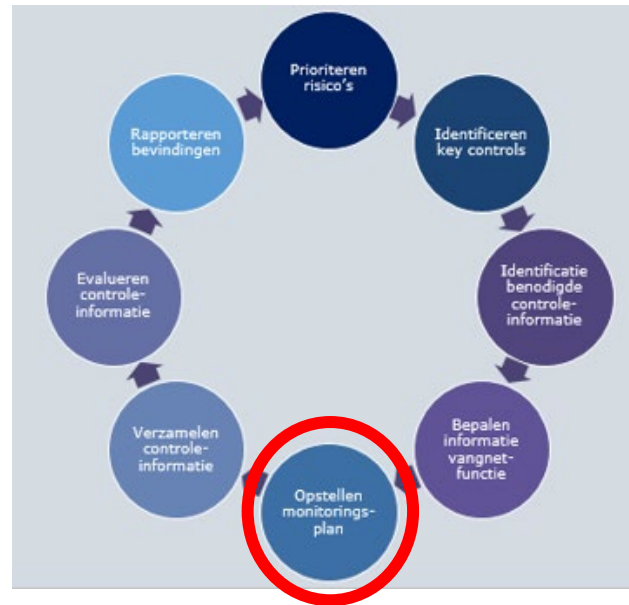 Prioriteren
risico's
Identificeren
key controls
Identificatie
benodigde
controle-
informatie
Bepalen
informatie
vangnet-
functie
Opstellen
monitorings-
plan
Verzamelen
controle-
informatie
Evalueren
controle-
informatie
Rapporteren
bevindingen